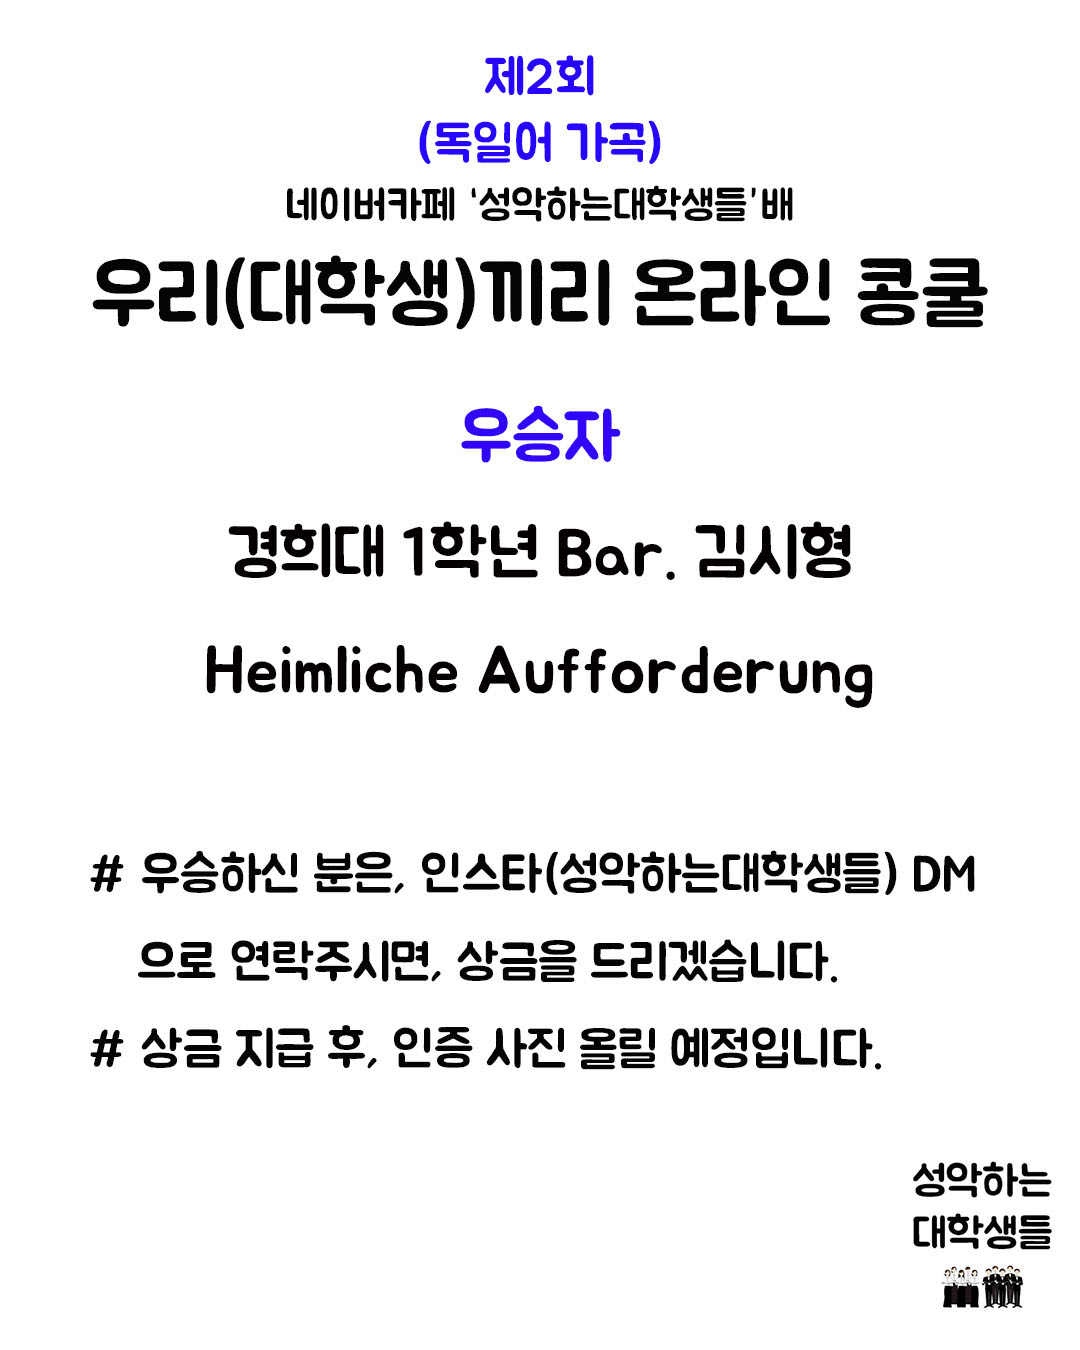 제2회
(독일어 가곡)
네이버카페 '성악하는대학생들'배
우리(대학생)끼리 온라인 콩쿨
우승자
경희대 1학년 Bar. 김시형
Heimliche Aufforderung
# 우승하신 분은, 인스타(성악하는대학생들) DM
으로 연락주시면, 상금을 드리겠습니다.
# 상금 지급 후, 인증 사진 올릴 예정입니다.
성악하는
대학생들